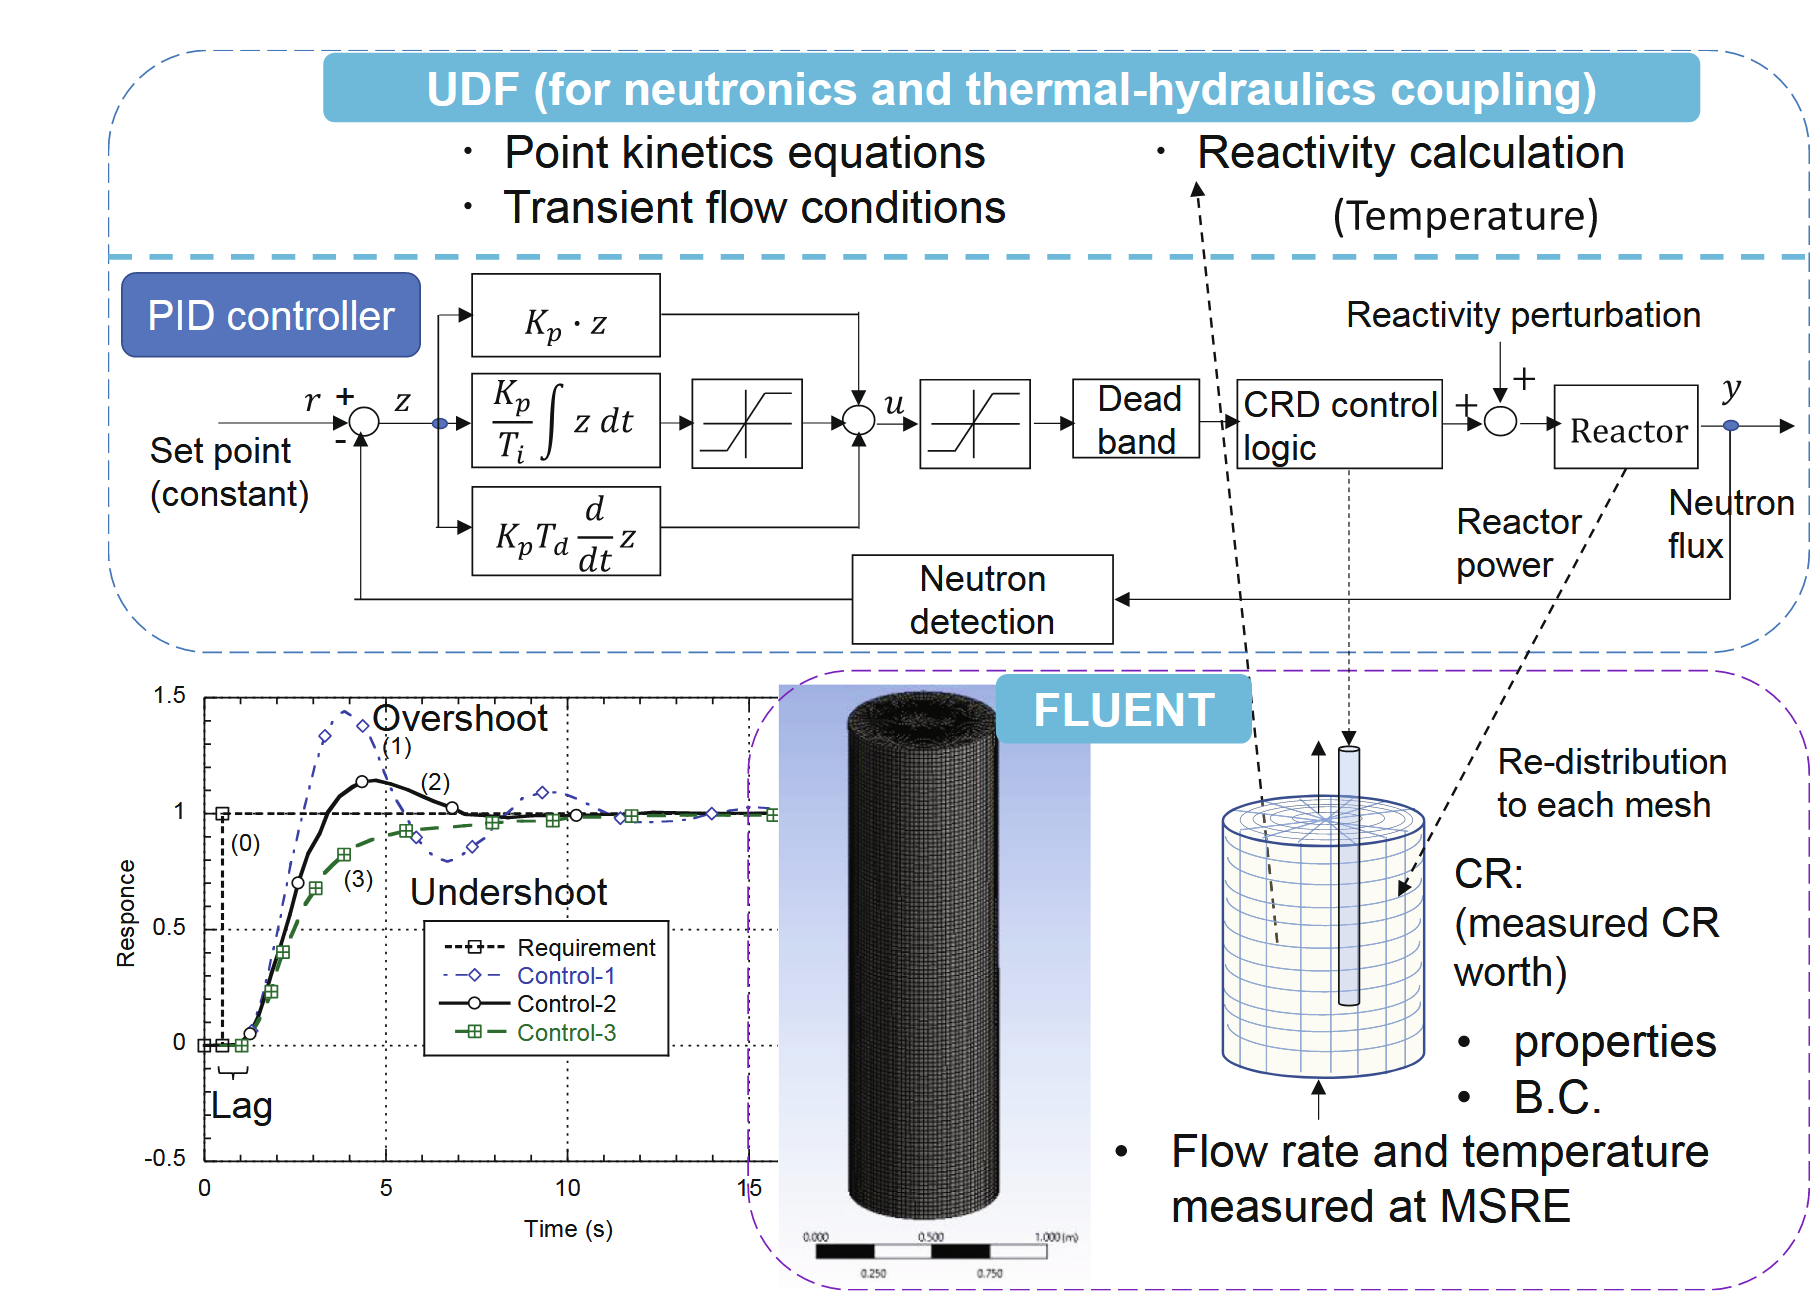 UDF (for neutronics and thermal-hydraulics coupling)
· Point kinetics equations
· Transient flow conditions
· Reactivity calculation
(Temperature)
PID controller
Reactivity perturbation
r + z
-
Set point
(constant)
K_p · z
K_p/T_i ∫ z dt
K_p T_d d/dt z
u
Dead
band
CRD control
logic
+
+
Reactor
y
Neutron
flux
Reactor
power
Neutron
detection
1.5
1
0.5
0
-0.5
0
5
10
15
Responce
Time (s)
Overshoot
(1)
(2)
(0)
(3)
Undershoot
Requirement
Control-1
Control-2
Control-3
Lag
FLUENT
0.000
0.500
1.000 (m)
0.250
0.750
Re-distribution
to each mesh
CR:
(measured CR
worth)
• properties
• B.C.
• Flow rate and temperature
measured at MSRE